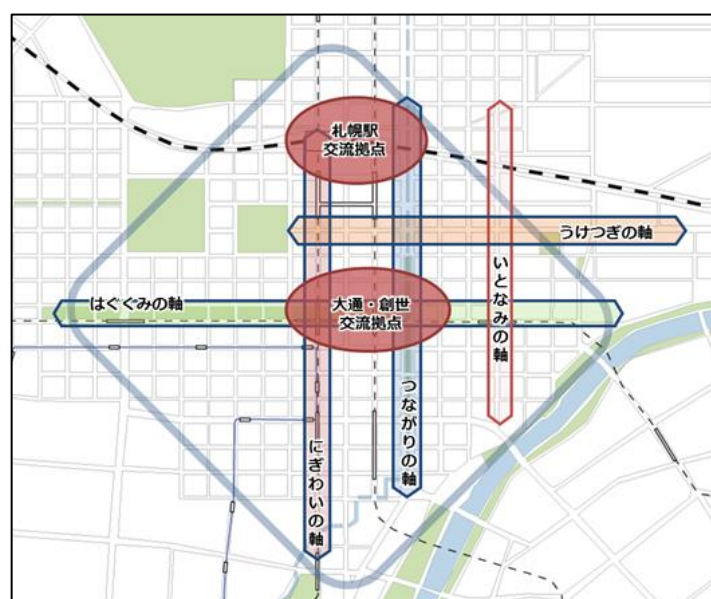 札幌駅
交流拠点
うけつぎの軸
いとなみの軸
はぐくみの軸
大通・創世
交流拠点
つながりの軸
にぎわいの軸